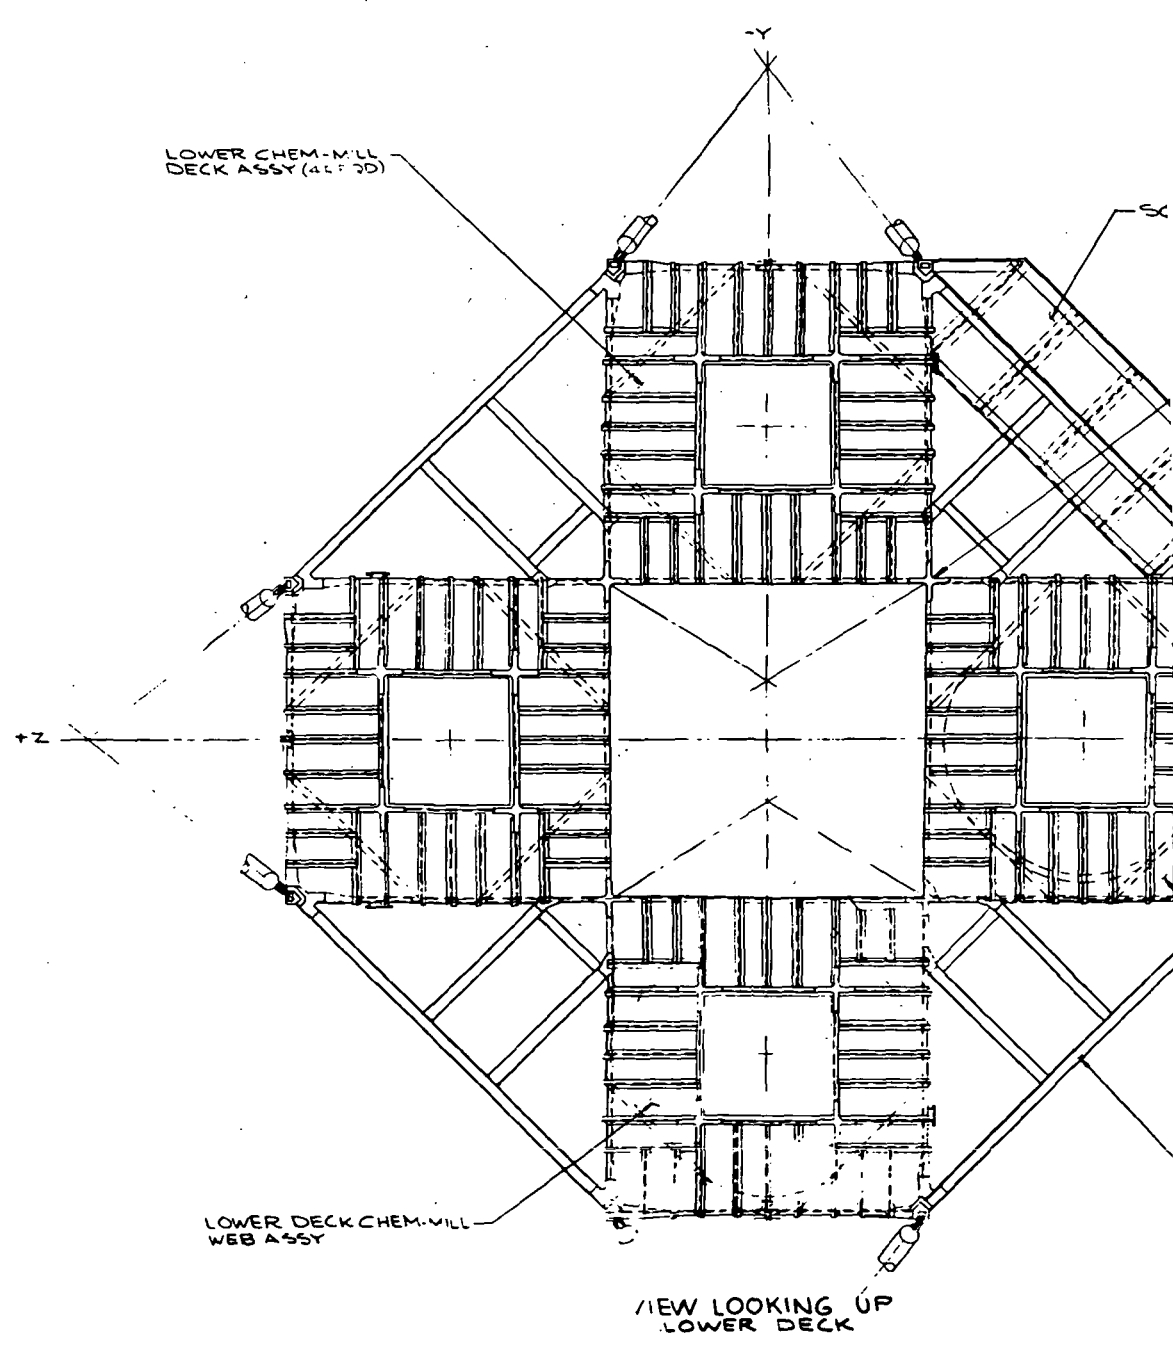 -Y
LOWER CHEM-MILL
DECK ASSY
+Z
LOWER DECK CHEM-MILL
WEB ASSY
VIEW LOOKING UP
LOWER DECK